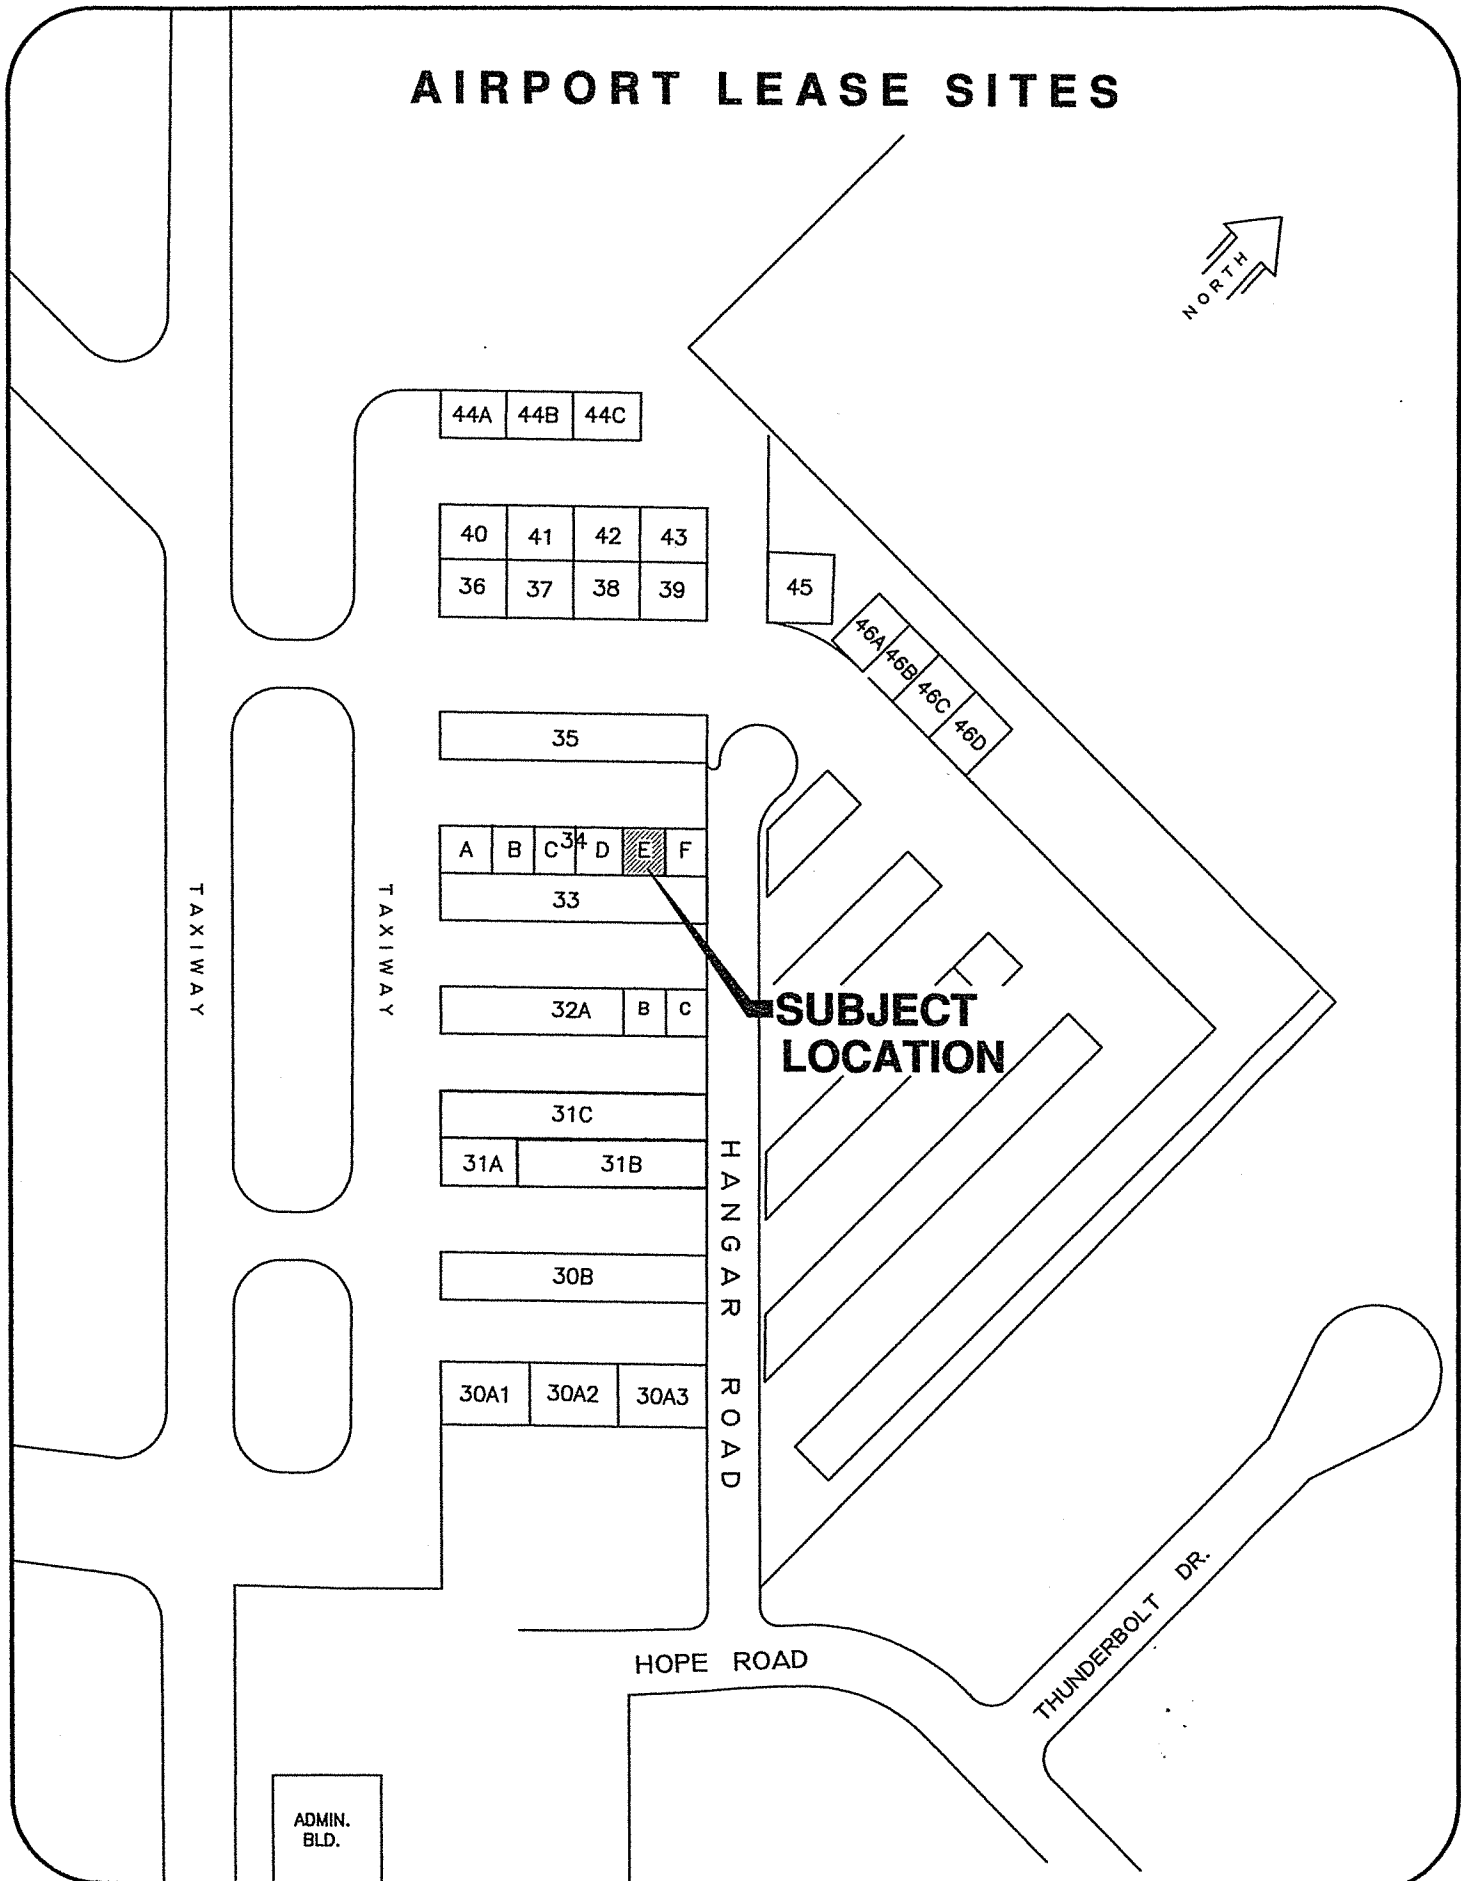 AIRPORT LEASE SITES
NORTH
44A 44B 44C
40 41 42 43
36 37 38 39
45
46A
46B
46C
46D
35
34
A B C D E F
33
TAXIWAY
TAXIWAY
32A B C
SUBJECT
LOCATION
31C
31A 31B
30B
30A1 30A2 30A3
HANGAR ROAD
HOPE ROAD
THUNDERBOLT DR.
ADMIN.
BLD.